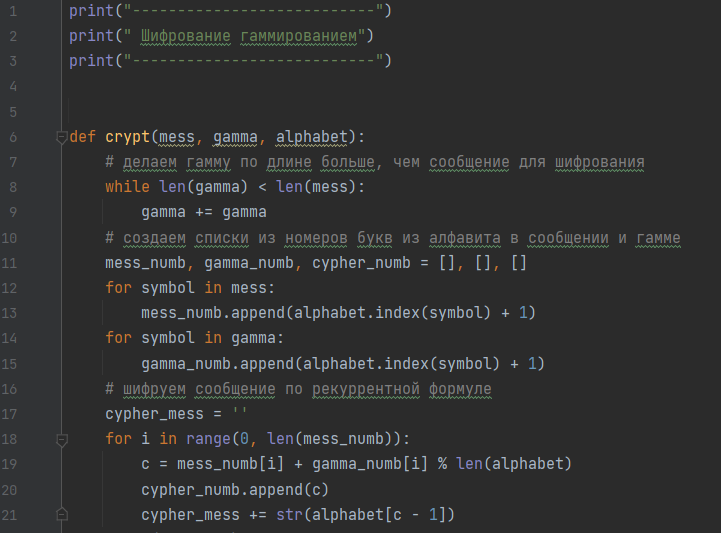 1 print("---------------------------")
2 print(" Шифрование гаммированием")
3 print("---------------------------")
4
5
6 def crypt(mess, gamma, alphabet):
7     # делаем гамму по длине больше, чем сообщение для шифрования
8     while len(gamma) < len(mess):
9         gamma += gamma
10     # создаем списки из номеров букв из алфавита в сообщении и гамме
11     mess_numb, gamma_numb, cypher_numb = [], [], []
12     for symbol in mess:
13         mess_numb.append(alphabet.index(symbol) + 1)
14     for symbol in gamma:
15         gamma_numb.append(alphabet.index(symbol) + 1)
16     # шифруем сообщение по рекуррентной формуле
17     cypher_mess = ''
18     for i in range(0, len(mess_numb)):
19         c = mess_numb[i] + gamma_numb[i] % len(alphabet)
20         cypher_numb.append(c)
21         cypher_mess += str(alphabet[c - 1])